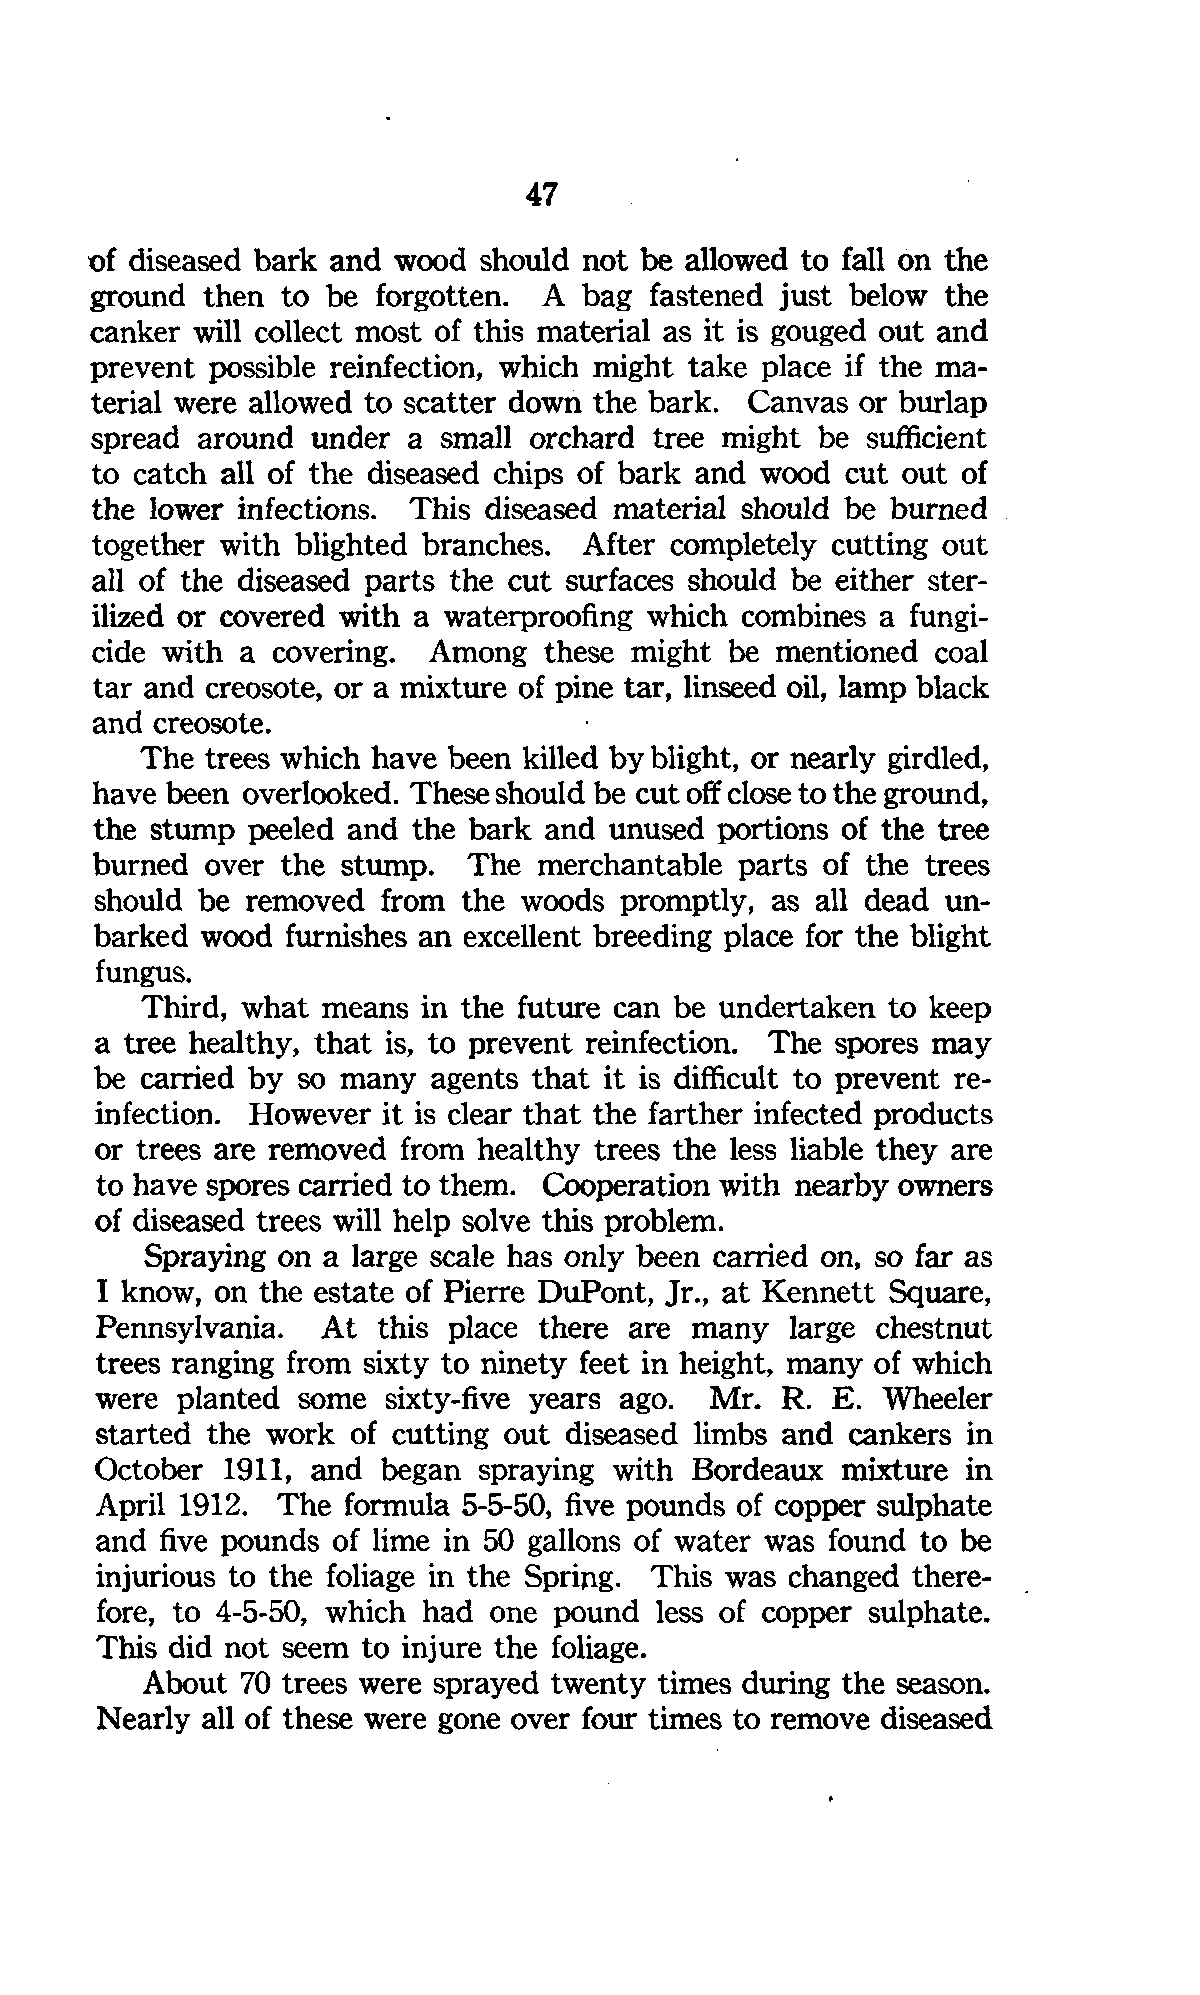 47
of diseased bark and wood should not be allowed to fall on the
ground then to be forgotten. A bag fastened just below the
canker will collect most of this material as it is gouged out and
prevent possible reinfection, which might take place if the ma-
terial were allowed to scatter down the bark. Canvas or burlap
spread around under a small orchard tree might be sufficient
to catch all of the diseased chips of bark and wood cut out of
the lower infections. This diseased material should be burned
together with blighted branches. After completely cutting out
all of the diseased parts the cut surfaces should be either ster-
ilized or covered with a waterproofing which combines a fungi-
cide with a covering. Among these might be mentioned coal
tar and creosote, or a mixture of pine tar, linseed oil, lamp black
and creosote.
The trees which have been killed by blight, or nearly girdled,
have been overlooked. These should be cut off close to the ground,
the stump peeled and the bark and unused portions of the tree
burned over the stump. The merchantable parts of the trees
should be removed from the woods promptly, as all dead un-
barked wood furnishes an excellent breeding place for the blight
fungus.
Third, what means in the future can be undertaken to keep
a tree healthy, that is, to prevent reinfection. The spores may
be carried by so many agents that it is difficult to prevent re-
infection. However it is clear that the farther infected products
or trees are removed from healthy trees the less liable they are
to have spores carried to them. Cooperation with nearby owners
of diseased trees will help solve this problem.
Spraying on a large scale has only been carried on, so far as
I know, on the estate of Pierre DuPont, Jr., at Kennett Square,
Pennsylvania. At this place there are many large chestnut
trees ranging from sixty to ninety feet in height, many of which
were planted some sixty-five years ago. Mr. R. E. Wheeler
started the work of cutting out diseased limbs and cankers in
October 1911, and began spraying with Bordeaux mixture in
April 1912. The formula 5-5-50, five pounds of copper sulphate
and five pounds of lime in 50 gallons of water was found to be
injurious to the foliage in the Spring. This was changed there-
fore, to 4-5-50, which had one pound less of copper sulphate.
This did not seem to injure the foliage.
About 70 trees were sprayed twenty times during the season.
Nearly all of these were gone over four times to remove diseased